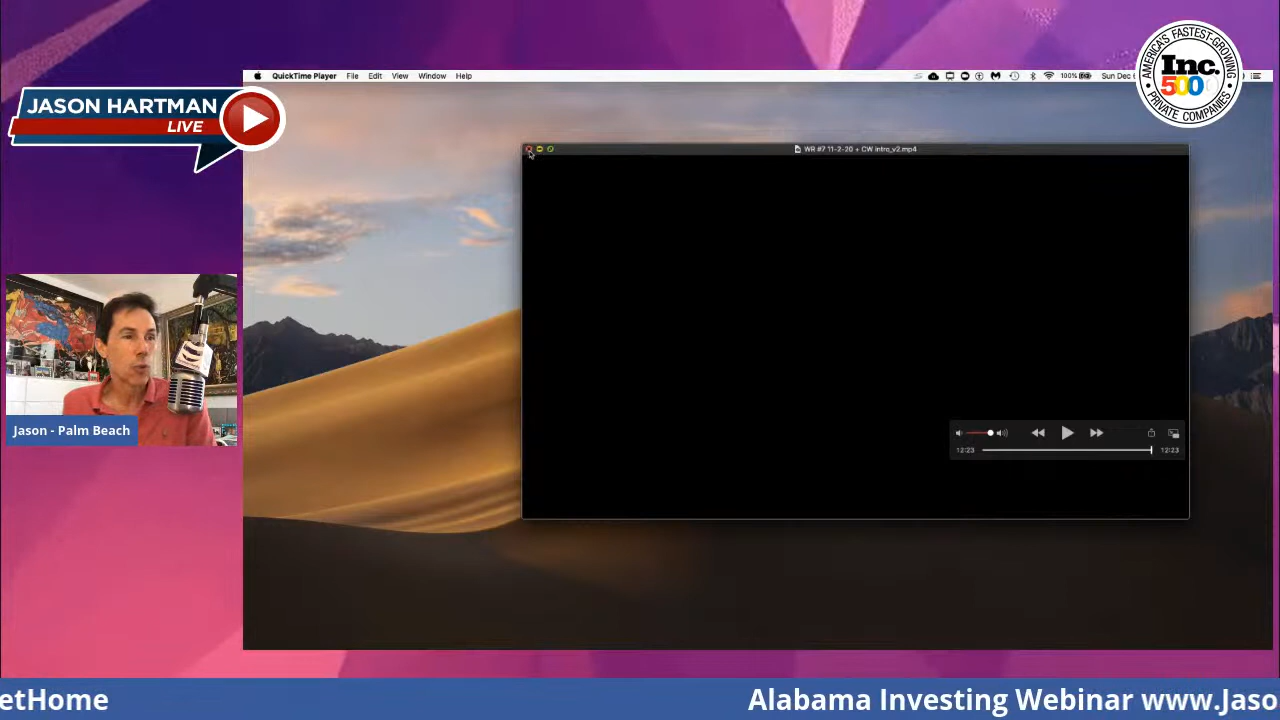 QuickTime Player File Edit View Window Help
100%
Sun Dec
AMERICA'S FASTEST-GROWING
Inc.
500
PRIVATE COMPANIES
JASON HARTMAN
LIVE
WR #7 11-2-20 + CW intro_v2.mp4
Jason - Palm Beach
12:23
12:23
etHome
Alabama Investing Webinar www.Jaso